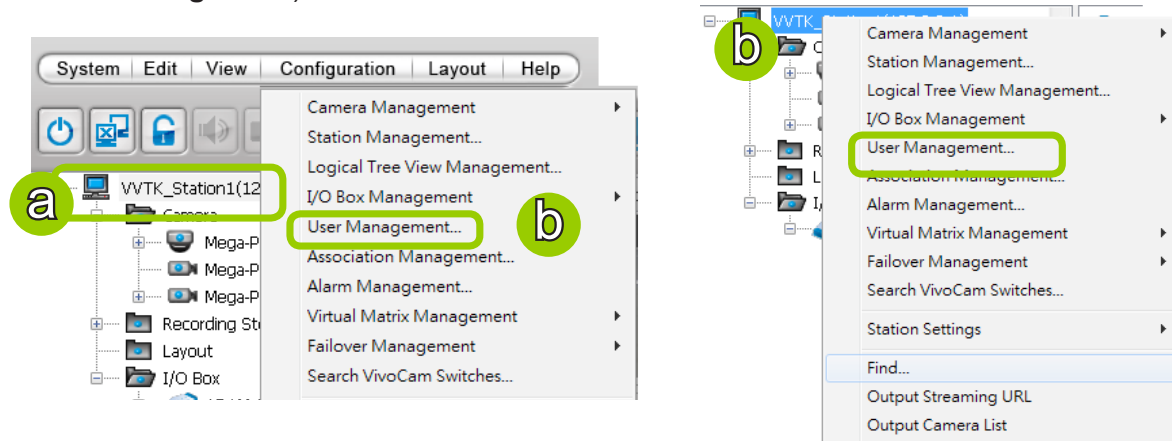 System Edit View Configuration Layout Help
a
VVTK_Station1(12
Camera
Mega-P
Mega-P
Mega-P
Recording
Layout
I/O Box
Camera Management
Station Management...
Logical Tree View Management...
I/O Box Management
User Management...
b
Association Management...
Alarm Management...
Virtual Matrix Management
Failover Management
Search VivoCam Switches...
VVTK_
b
C
R
L
I/
Camera Management
Station Management...
Logical Tree View Management...
I/O Box Management
User Management...
Association Management...
Alarm Management...
Virtual Matrix Management
Failover Management
Search VivoCam Switches...
Station Settings
Find...
Output Streaming URL
Output Camera List